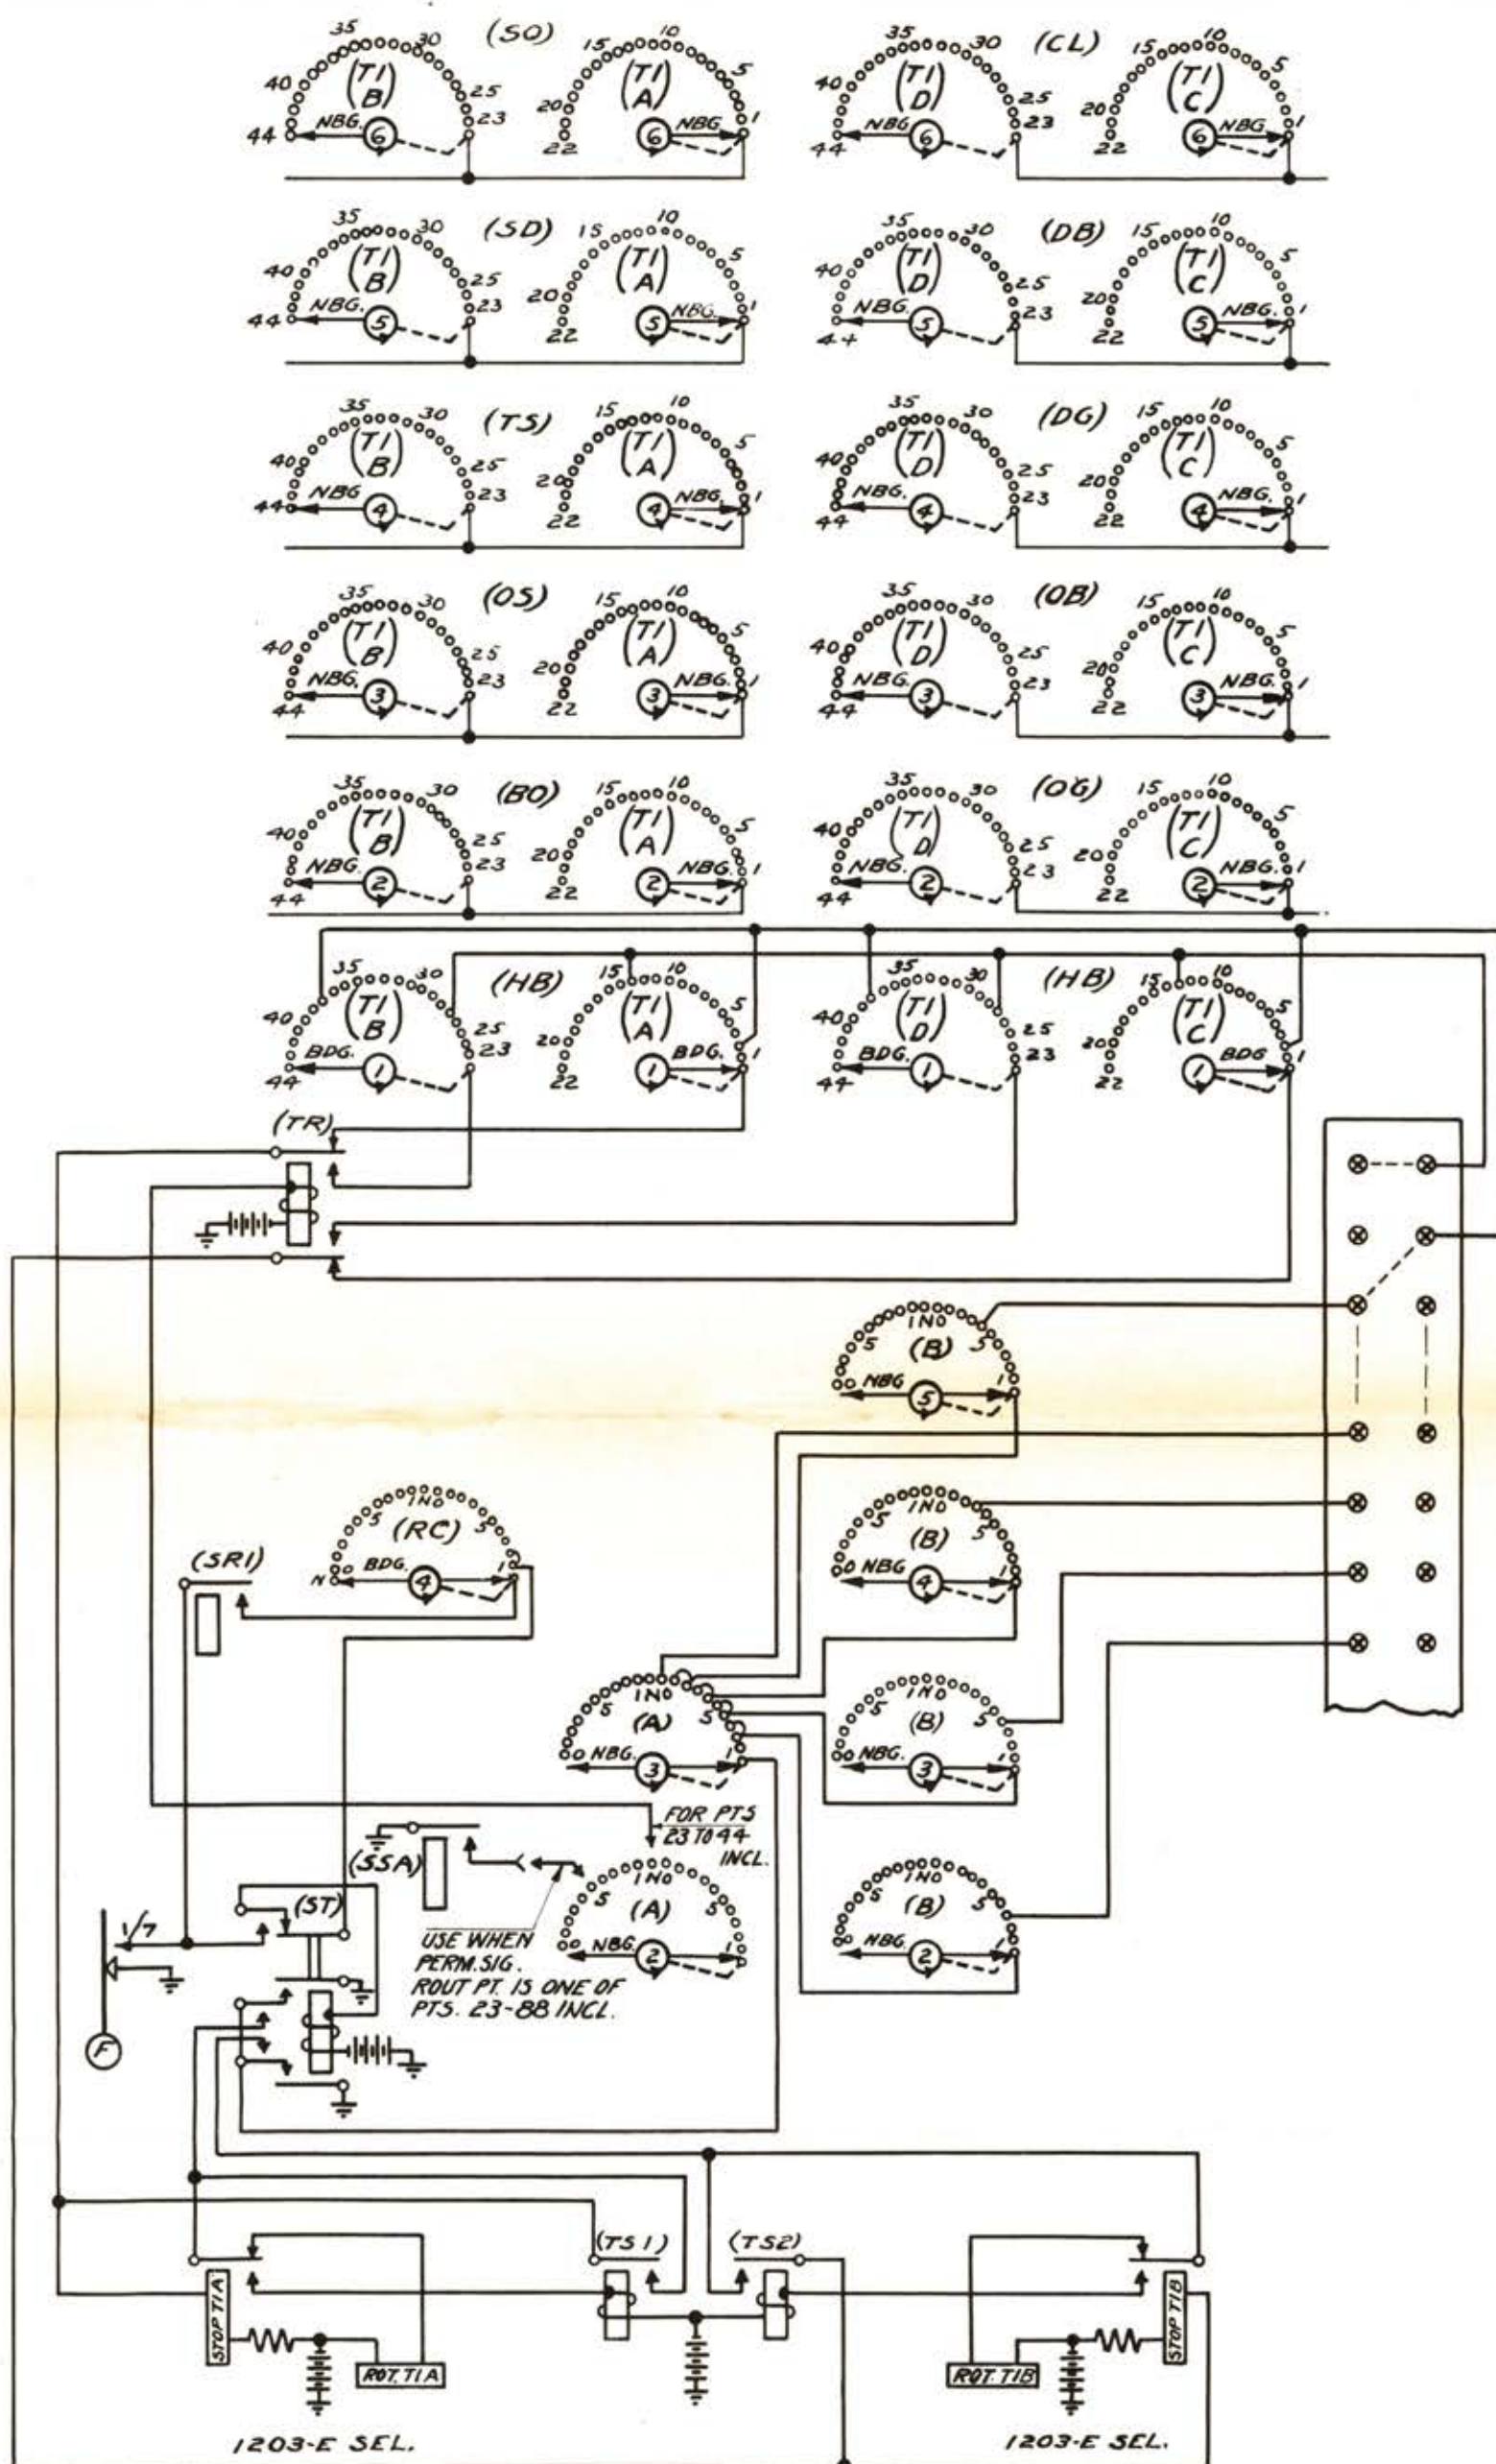 35 30 (SO) 15 10 35 30 (CL) 15 10
40 (T1 B) 25 (T1 A) 5 40 (T1 D) 25 (T1 C) 5
44 NBG. 6 23 20 22 6 NBG 1 44 NBG 6 23 20 22 6 NBG 1
35 30 (SD) 15 10 35 30 (DB) 15 10
40 (T1 B) 25 (T1 A) 5 40 (T1 D) 25 (T1 C) 5
44 NBG. 5 23 20 22 5 NBG. 1 44 NBG. 5 23 20 22 5 NBG. 1
35 30 (TS) 15 10 35 30 (DG) 15 10
40 (T1 B) 25 (T1 A) 5 40 (T1 D) 25 (T1 C) 5
44 NBG 4 23 20 22 4 NBG. 1 44 NBG. 4 23 20 22 4 NBG. 1
35 30 (OS) 15 10 35 30 (OB) 15 10
40 (T1 B) 25 (T1 A) 5 40 (T1 D) 25 (T1 C) 5
44 NBG. 3 23 20 22 3 NBG. 1 44 NBG. 3 23 20 22 3 NBG. 1
35 30 (BO) 15 10 35 30 (OG) 15 10
40 (T1 B) 25 (T1 A) 5 40 (T1 D) 25 (T1 C) 5
44 NBG. 2 23 20 22 2 NBG. 1 44 NBG. 2 23 20 22 2 NBG. 1
35 30 (HB) 15 10 35 30 (HB) 15 10
40 (T1 B) 25 (T1 A) 5 40 (T1 D) 25 (T1 C) 5
44 BDG. 1 23 20 22 1 BDG. 1 44 BDG. 1 23 20 22 1 BDG 1
(TR)
INO
5 (B) 5
0 NBG 5 1
INO
5 (RC) 5
N 0 BDG. 4 1
(SR1)
INO
5 (B) 5
0 NBG 4 1
INO
5 (A) 5
0 NBG. 3 1
INO
5 (B) 5
0 NBG. 3 1
FOR PTS
23 TO 44
INCL.
(SSA)
INO
5 (A) 5
0 NBG. 2 1
INO
5 (B) 5
0 NBG. 2 1
USE WHEN
PERM. SIG.
ROUT PT. IS ONE OF
PTS. 23-88 INCL.
(ST)
1/7
F
(TS1) (TS2)
STOP T1A
ROT. T1A
ROT. T1B
STOP T1B
1203-E SEL. 1203-E SEL.